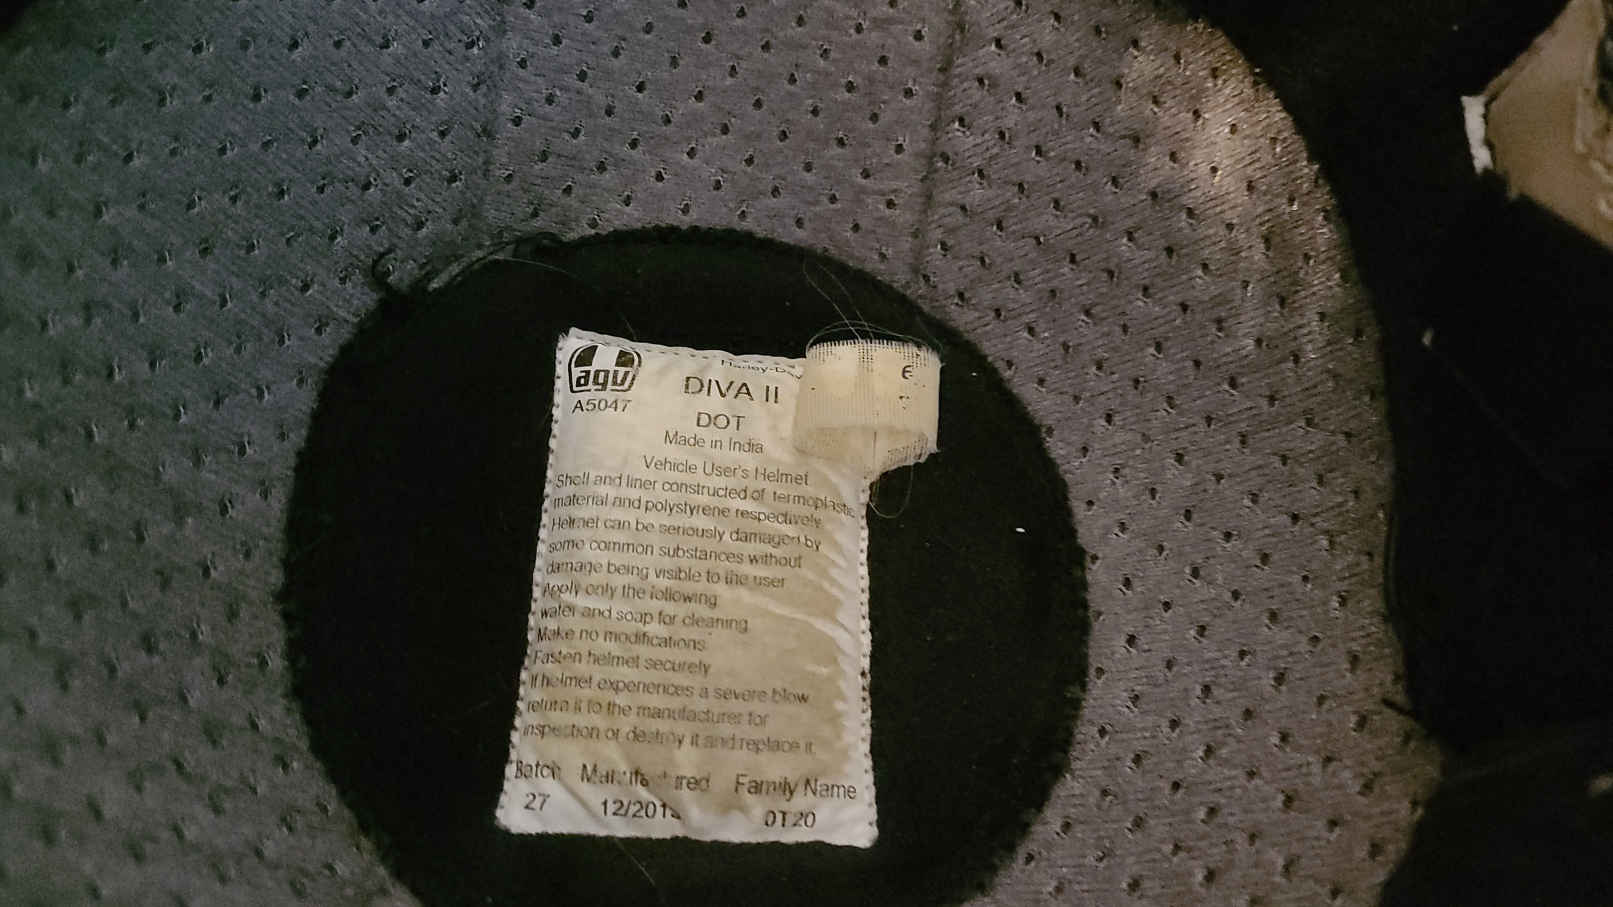 agv
DIVA II
A5047
DOT
Made in India
Vehicle User's Helmet
Shell and liner constructed of termoplastic
material and polystyrene respectively
Helmet can be seriously damaged by
some common substances without
damage being visible to the user
Apply only the following
water and soap for cleaning
Make no modifications
Fasten helmet securely
If helmet experiences a severe blow
return it to the manufacturer for
inspection or destroy it and replace it.
Batch Manufactured Family Name
27 0T20